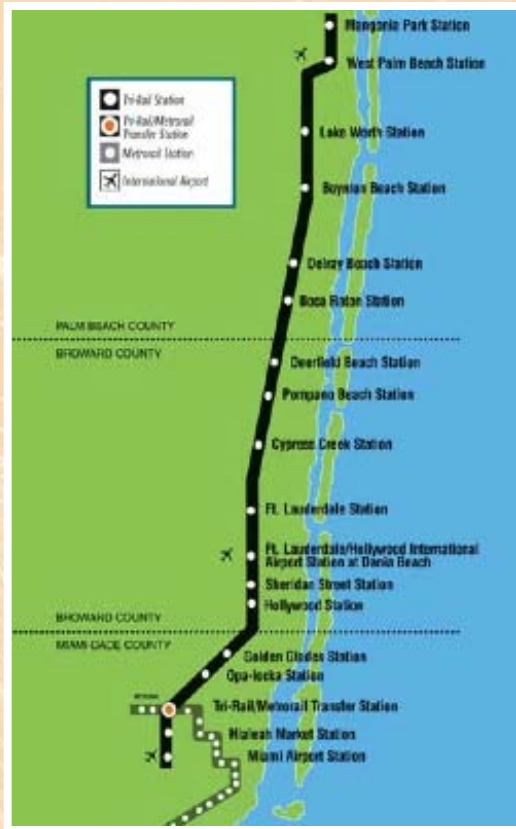 Mangonia Park Station
West Palm Beach Station
Tri-Rail Station
Tri-Rail/Metrorail
Transfer Station
Metrorail Station
International Airport
Lake Worth Station
Boynton Beach Station
Delray Beach Station
Boca Raton Station
PALM BEACH COUNTY
BROWARD COUNTY
Deerfield Beach Station
Pompano Beach Station
Cypress Creek Station
Ft. Lauderdale Station
Ft. Lauderdale/Hollywood International
Airport Station at Dania Beach
Sheridan Street Station
Hollywood Station
BROWARD COUNTY
MIAMI-DADE COUNTY
Golden Glades Station
Opa-locka Station
Tri-Rail/Metrorail Transfer Station
Hialeah Market Station
Miami Airport Station